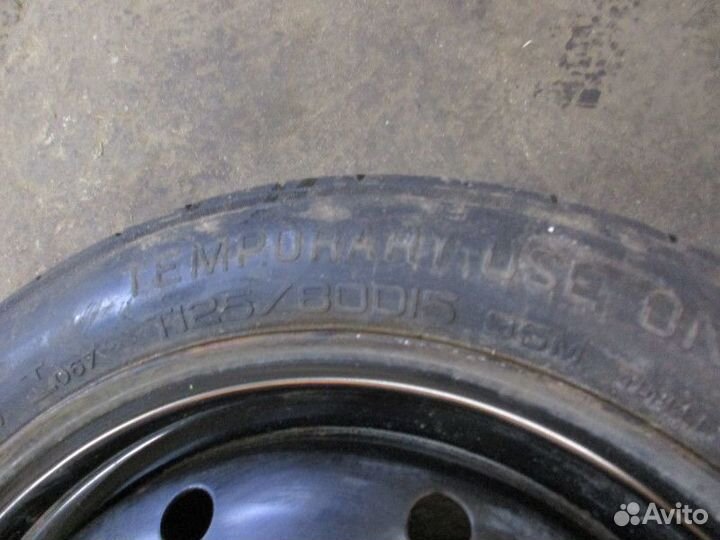 TEMPORARY USE ON
T125/80D15 95M
Avito